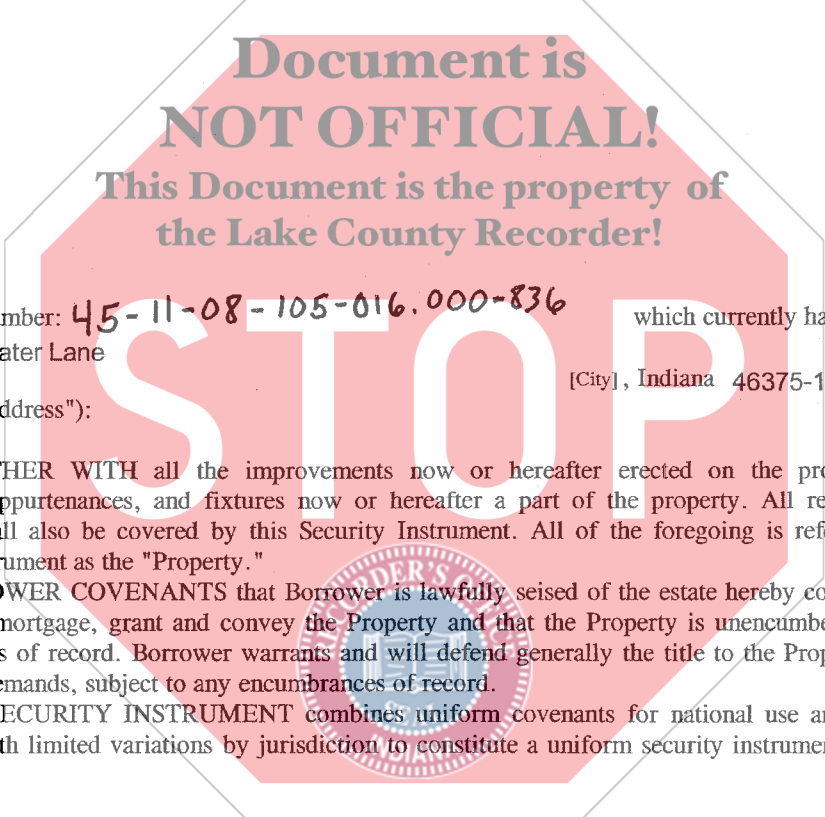 Document is
NOT OFFICIAL!
This Document is the property of
the Lake County Recorder!
STOP
mber: 45-11-08-105-016.000-836 which currently ha
ater Lane
[City], Indiana 46375-1
ddress"):
HER WITH all the improvements now or hereafter erected on the pro
ppurtenances, and fixtures now or hereafter a part of the property. All re
ll also be covered by this Security Instrument. All of the foregoing is ref
rument as the "Property."
OWER COVENANTS that Borrower is lawfully seised of the estate hereby co
mortgage, grant and convey the Property and that the Property is unencumbe
s of record. Borrower warrants and will defend generally the title to the Prop
emands, subject to any encumbrances of record.
ECURITY INSTRUMENT combines uniform covenants for national use a
th limited variations by jurisdiction to constitute a uniform security instrumen
SEAL
INDIANA